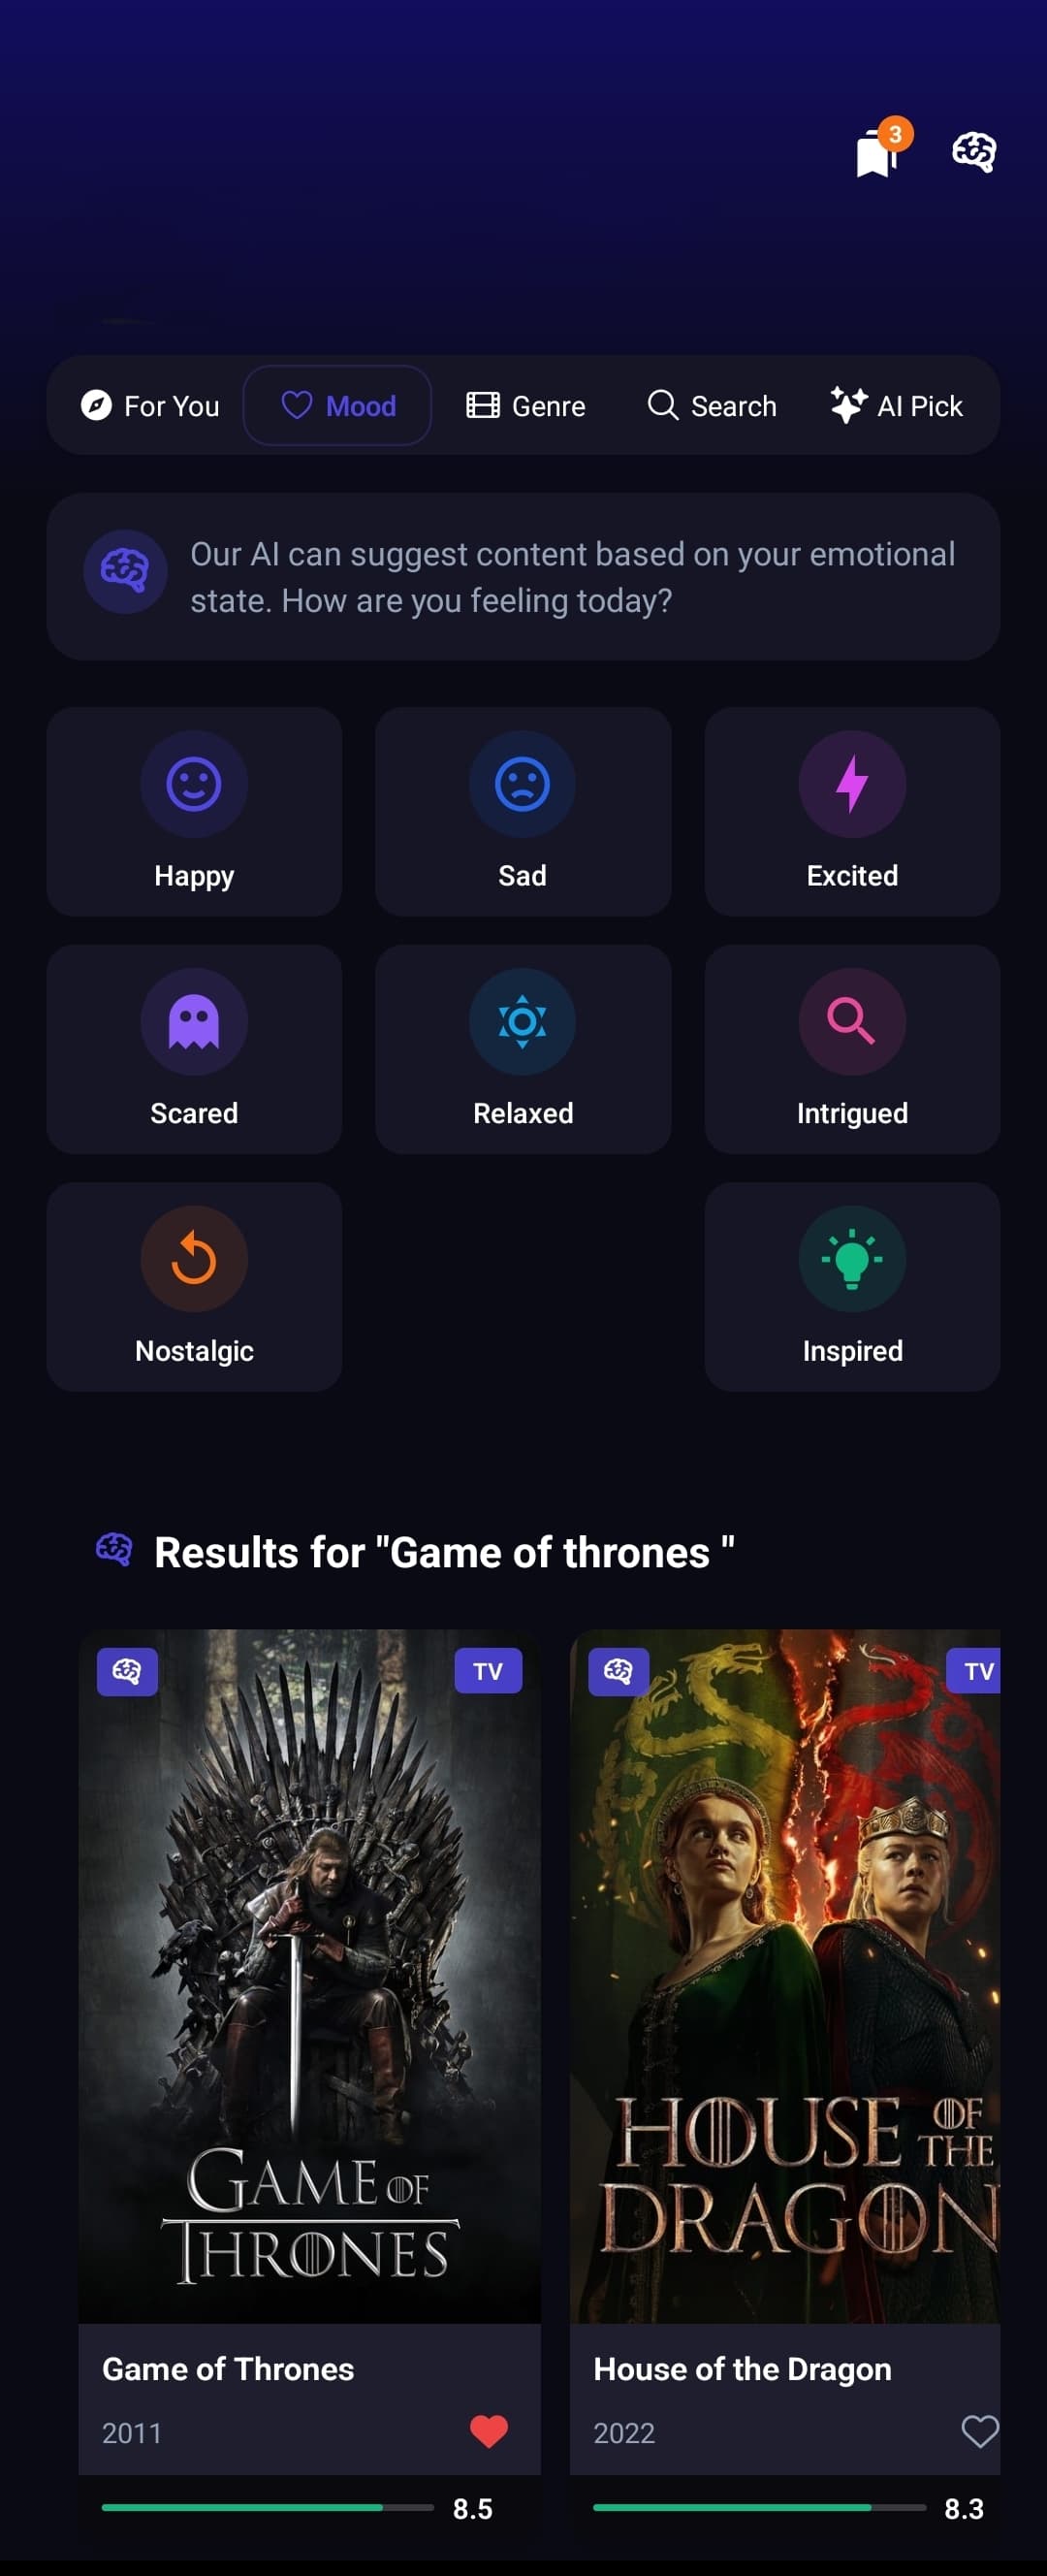 3
For You
Mood
Genre
Search
AI Pick
Our AI can suggest content based on your emotional
state. How are you feeling today?
Happy
Sad
Excited
Scared
Relaxed
Intrigued
Nostalgic
Inspired
Results for "Game of thrones "
TV
GAME OF
THRONES
Game of Thrones
2011
8.5
TV
HOUSE OF
THE
DRAGON
House of the Dragon
2022
8.3